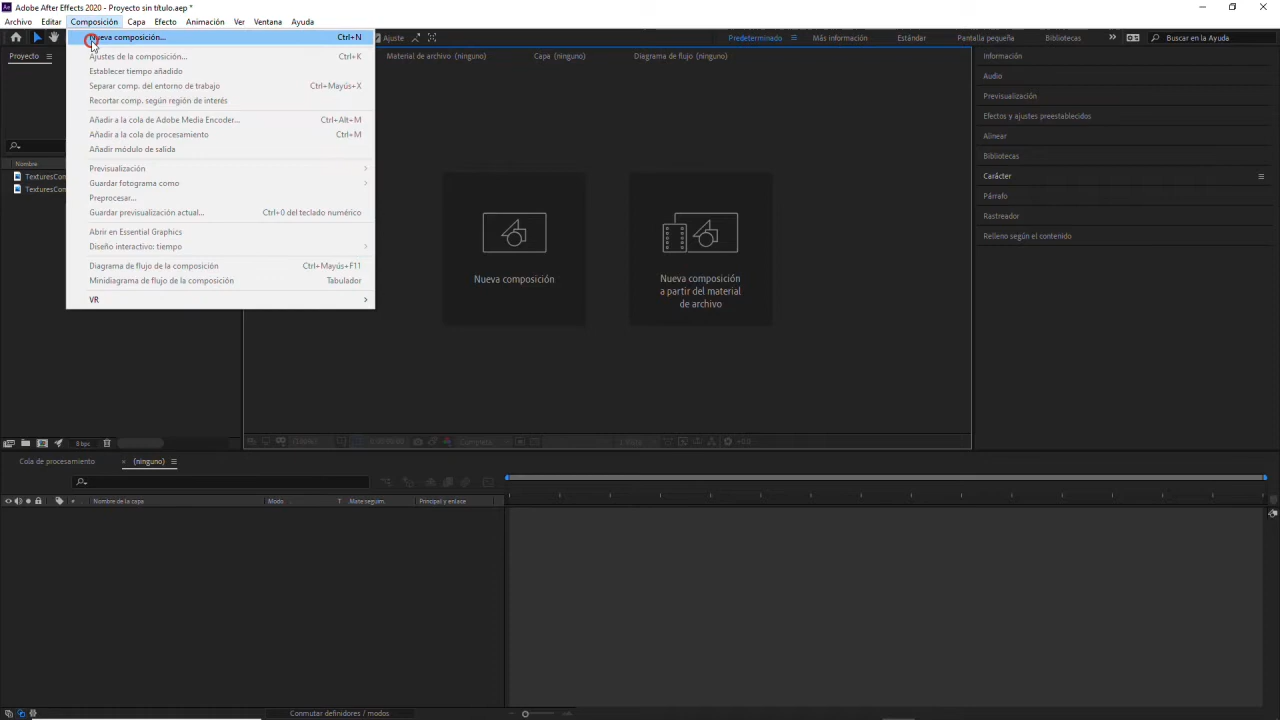 Adobe After Effects 2020 - Proyecto sin título.aep *
Archivo Editar Composición Capa Efecto Animación Ver Ventana Ayuda
Ajuste
Predeterminado
Más información
Estándar
Pantalla pequeña
Bibliotecas
Buscar en la Ayuda
Proyecto
Nombre
TexturesCom
TexturesCom
Nueva composición... Ctrl+N
Ajustes de la composición... Ctrl+K
Establecer tiempo añadido
Separar comp. del entorno de trabajo Ctrl+Mayús+X
Recortar comp. según región de interés
Añadir a la cola de Adobe Media Encoder... Ctrl+Alt+M
Añadir a la cola de procesamiento Ctrl+M
Añadir módulo de salida
Previsualización
Guardar fotograma como
Preprocesar...
Guardar previsualización actual... Ctrl+0 del teclado numérico
Abrir en Essential Graphics
Diseño interactivo: tiempo
Diagrama de flujo de la composición Ctrl+Mayús+F11
Minidiagrama de flujo de la composición Tabulador
VR
Material de archivo (ninguno)
Capa (ninguno)
Diagrama de flujo (ninguno)
Nueva composición
Nueva composición
a partir del material
de archivo
Información
Audio
Previsualización
Efectos y ajustes preestablecidos
Alinear
Bibliotecas
Carácter
Párrafo
Rastreador
Relleno según el contenido
8 bpc
Completa
+0,0
Cola de procesamiento
(ninguno)
# Nombre de la capa
Modo
T Mate seguim.
Principal y enlace
Conmutar definidores / modos